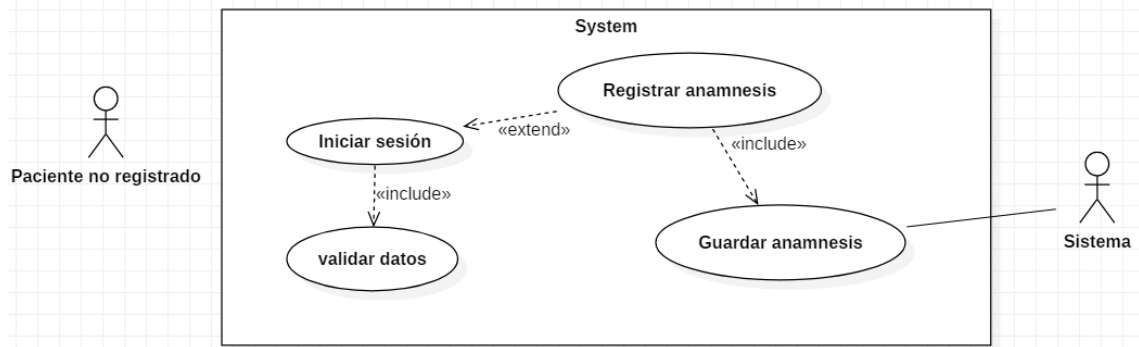 System
Registrar anamnesis
«extend»
Iniciar sesión
«include»
Paciente no registrado
«include»
Guardar anamnesis
Sistema
validar datos